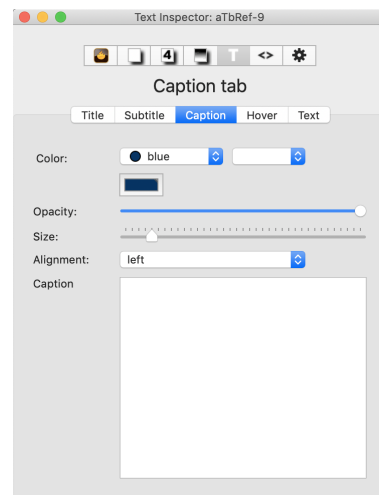 Text Inspector: aTbRef-9
4 T <>
Caption tab
Title Subtitle Caption Hover Text
Color: blue
Opacity:
Size:
Alignment: left
Caption